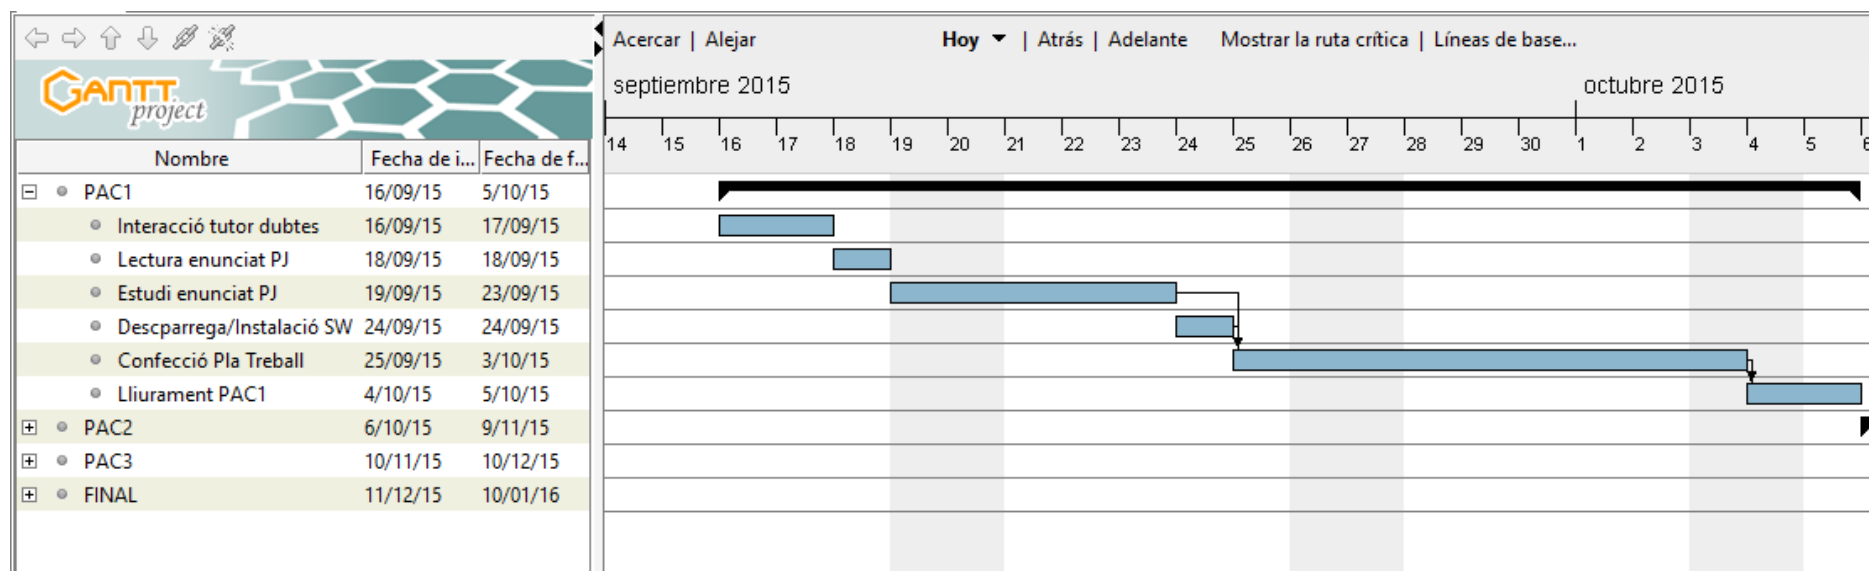 Acercar | Alejar Hoy | Atrás | Adelante Mostrar la ruta crítica | Líneas de base...
GANTT project
septiembre 2015 octubre 2015
14 15 16 17 18 19 20 21 22 23 24 25 26 27 28 29 30 1 2 3 4 5 6
Nombre Fecha de i... Fecha de f...
PAC1 16/09/15 5/10/15
Interacció tutor dubtes 16/09/15 17/09/15
Lectura enunciat PJ 18/09/15 18/09/15
Estudi enunciat PJ 19/09/15 23/09/15
Descparrega/Instalació SW 24/09/15 24/09/15
Confecció Pla Treball 25/09/15 3/10/15
Lliurament PAC1 4/10/15 5/10/15
PAC2 6/10/15 9/11/15
PAC3 10/11/15 10/12/15
FINAL 11/12/15 10/01/16